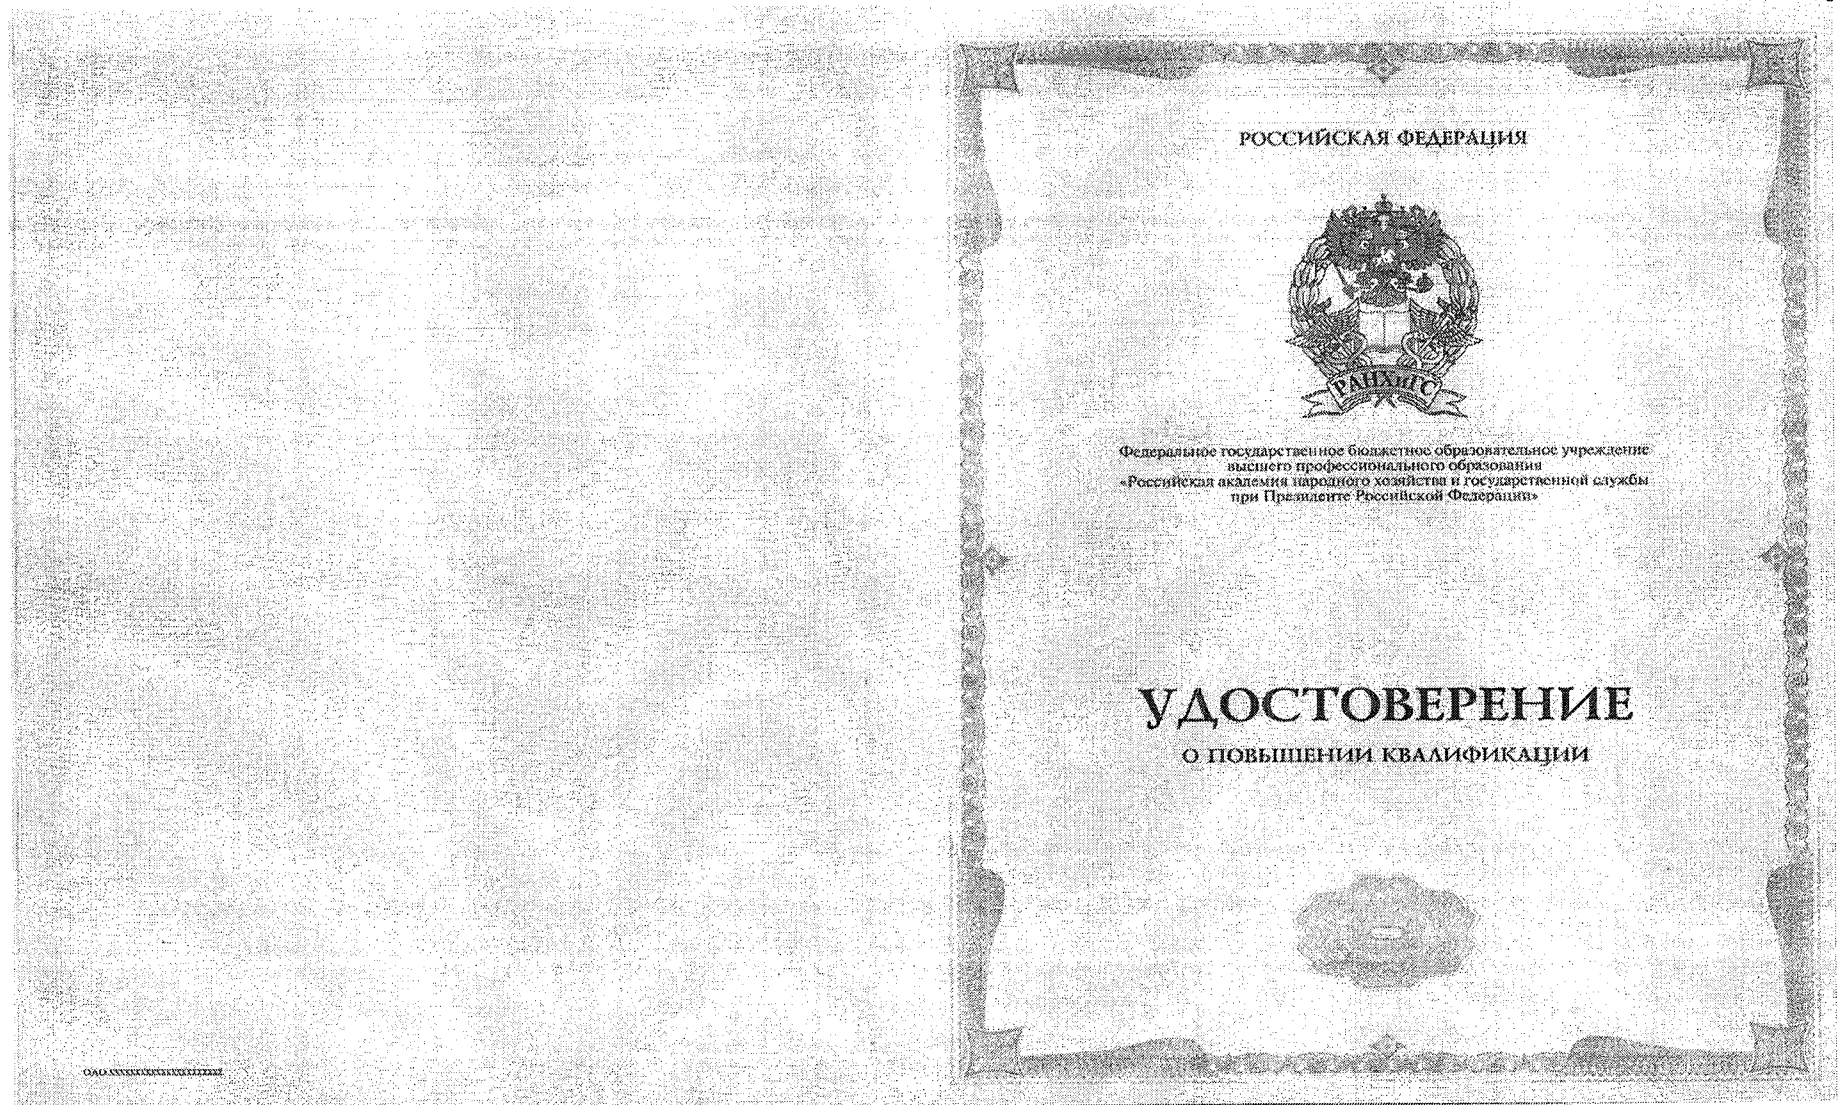 РОССИЙСКАЯ ФЕДЕРАЦИЯ
РАНХиГС
Федеральное государственное бюджетное образовательное учреждение
высшего профессионального образования
«Российская академия народного хозяйства и государственной службы
при Президенте Российской Федерации»
УДОСТОВЕРЕНИЕ
О ПОВЫШЕНИИ КВАЛИФИКАЦИИ
ОАО